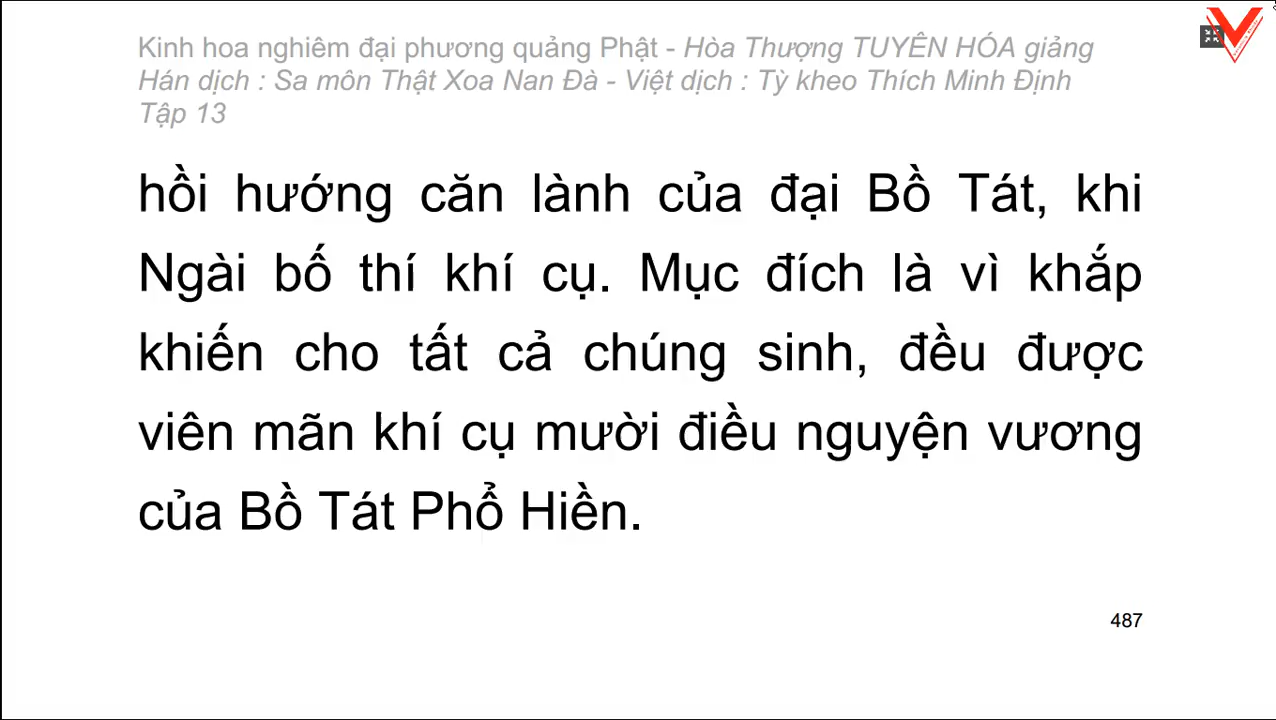 Kinh hoa nghiêm đại phương quảng Phật - Hòa Thượng TUYÊN HÓA giảng
Hán dịch : Sa môn Thật Xoa Nan Đà - Việt dịch : Tỳ kheo Thích Minh Định
Tập 13
hồi hướng căn lành của đại Bồ Tát, khi
Ngài bố thí khí cụ. Mục đích là vì khắp
khiến cho tất cả chúng sinh, đều được
viên mãn khí cụ mười điều nguyện vương
của Bồ Tát Phổ Hiền.
487